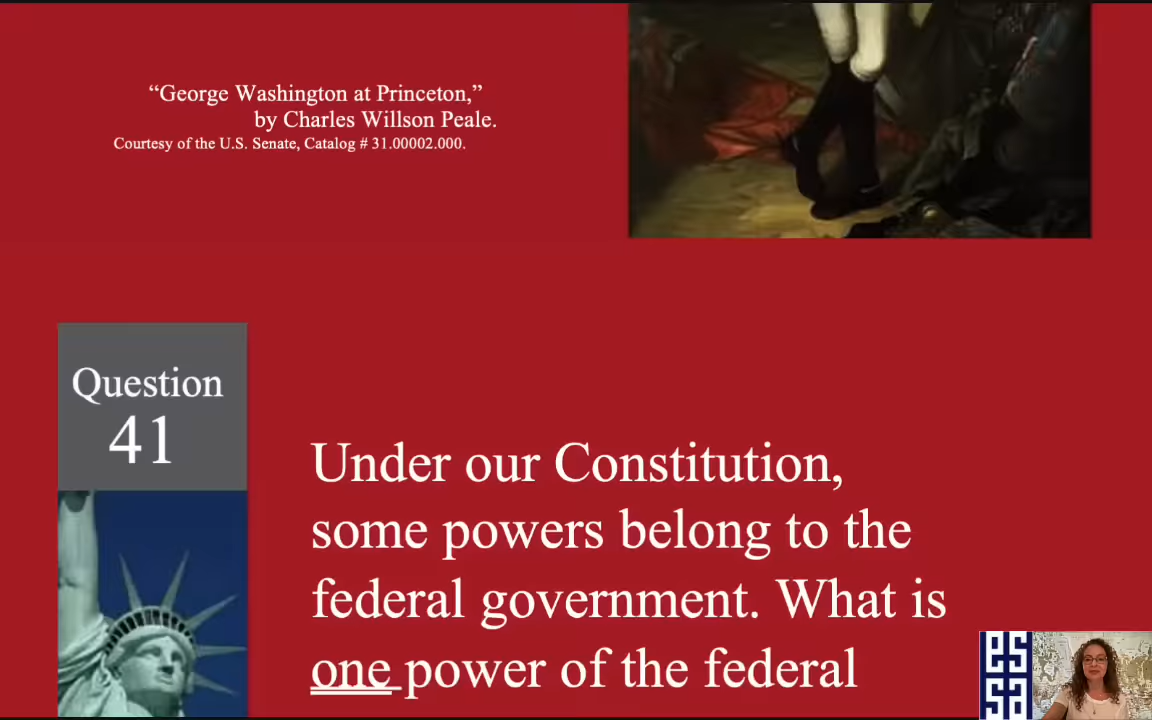 “George Washington at Princeton,”
by Charles Willson Peale.
Courtesy of the U.S. Senate, Catalog # 31.00002.000.
Question
41
Under our Constitution,
some powers belong to the
federal government. What is
one power of the federal